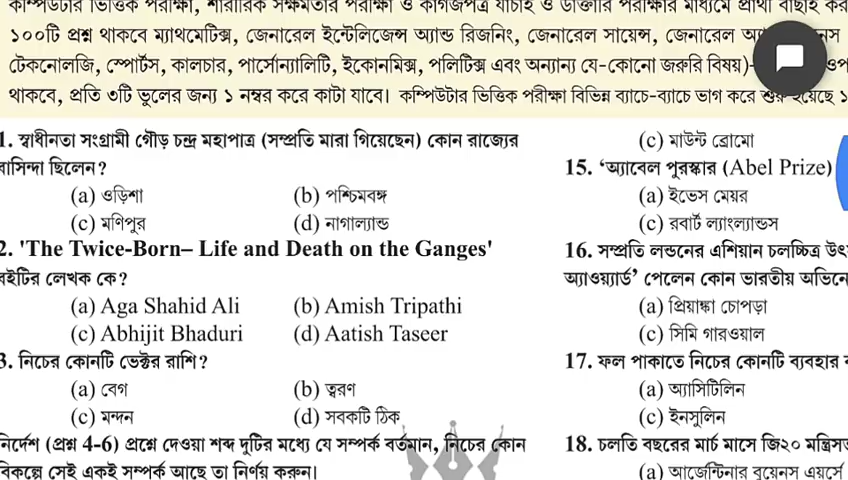 কাম্পউটার ভিত্তিক পরীক্ষা, শারীরিক সক্ষমতার পরীক্ষা ও কাগজপত্র যাচাই ও ডাক্তারি পরীক্ষার মাধ্যমে প্রার্থী বাছাই কর
১০০টি প্রশ্ন থাকবে ম্যাথমেটিক্স, জেনারেল ইন্টেলিজেন্স অ্যান্ড রিজনিং, জেনারেল সায়েন্স, জেনারেল
টেকনোলজি, স্পোর্টস, কালচার, পার্সোন্যালিটি, ইকোনমিক্স, পলিটিক্স এবং অন্যান্য যে-কোনো জরুরি বিষয়)
থাকবে, প্রতি ৩টি ভুলের জন্য ১ নম্বর করে কাটা যাবে। কম্পিউটার ভিত্তিক পরীক্ষা বিভিন্ন ব্যাচে-ব্যাচে ভাগ করে শুরু হয়েছে ১
1. স্বাধীনতা সংগ্রামী গৌড় চন্দ্র মহাপাত্র (সম্প্রতি মারা গিয়েছেন) কোন রাজ্যের
বাসিন্দা ছিলেন?
(a) ওড়িশা (b) পশ্চিমবঙ্গ
(c) মণিপুর (d) নাগাল্যান্ড
2. 'The Twice-Born– Life and Death on the Ganges'
বইটির লেখক কে?
(a) Aga Shahid Ali (b) Amish Tripathi
(c) Abhijit Bhaduri (d) Aatish Taseer
3. নিচের কোনটি ভেক্টর রাশি?
(a) বেগ (b) ত্বরণ
(c) মন্দন (d) সবকটি ঠিক
নির্দেশ (প্রশ্ন 4-6) প্রশ্নে দেওয়া শব্দ দুটির মধ্যে যে সম্পর্ক বর্তমান, নিচের কোন
বিকল্পে সেই একই সম্পর্ক আছে তা নির্ণয় করুন।
(c) মাউন্ট ব্রোমো
15. ‘অ্যাবেল পুরস্কার (Abel Prize)
(a) ইভেস মেয়র
(c) রবার্ট ল্যাংল্যান্ডস
16. সম্প্রতি লন্ডনের এশিয়ান চলচ্চিত্র উৎ
অ্যাওয়্যার্ড’ পেলেন কোন ভারতীয় অভিনে
(a) প্রিয়াঙ্কা চোপড়া
(c) সিমি গারওয়াল
17. ফল পাকাতে নিচের কোনটি ব্যবহার
(a) অ্যাসিটিলিন
(c) ইনসুলিন
18. চলতি বছরের মার্চ মাসে জি২০ মন্ত্রিস
(a) আর্জেন্টিনার বুয়েনস এয়র্সে